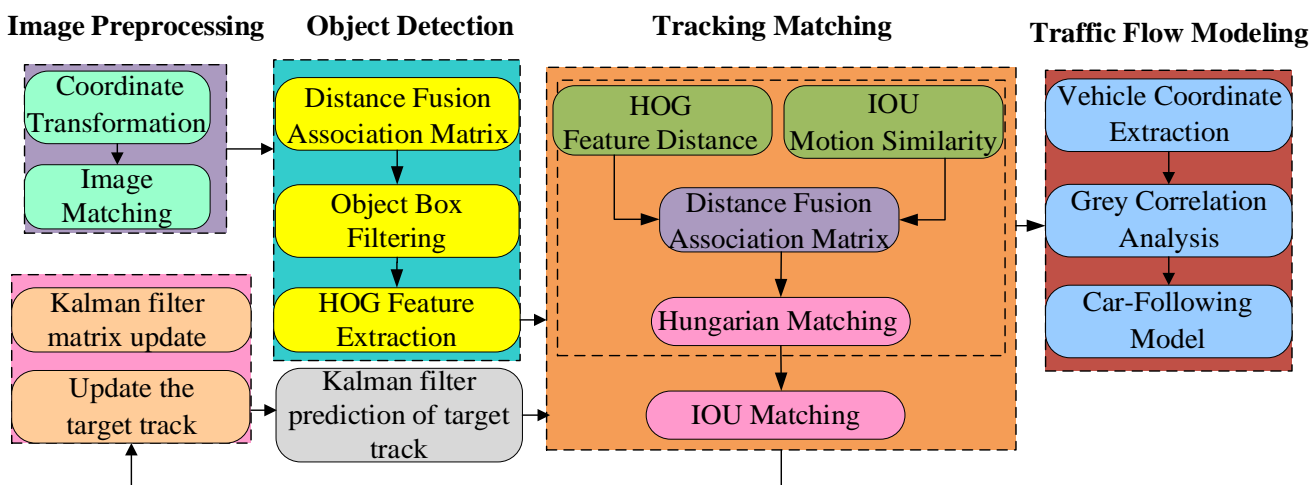 Image Preprocessing
Coordinate
Transformation
Image
Matching
Kalman filter
matrix update
Update the
target track
Object Detection
Distance Fusion
Association Matrix
Object Box
Filtering
HOG Feature
Extraction
Kalman filter
prediction of target
track
Tracking Matching
HOG
Feature Distance
IOU
Motion Similarity
Distance Fusion
Association Matrix
Hungarian Matching
IOU Matching
Traffic Flow Modeling
Vehicle Coordinate
Extraction
Grey Correlation
Analysis
Car-Following
Model